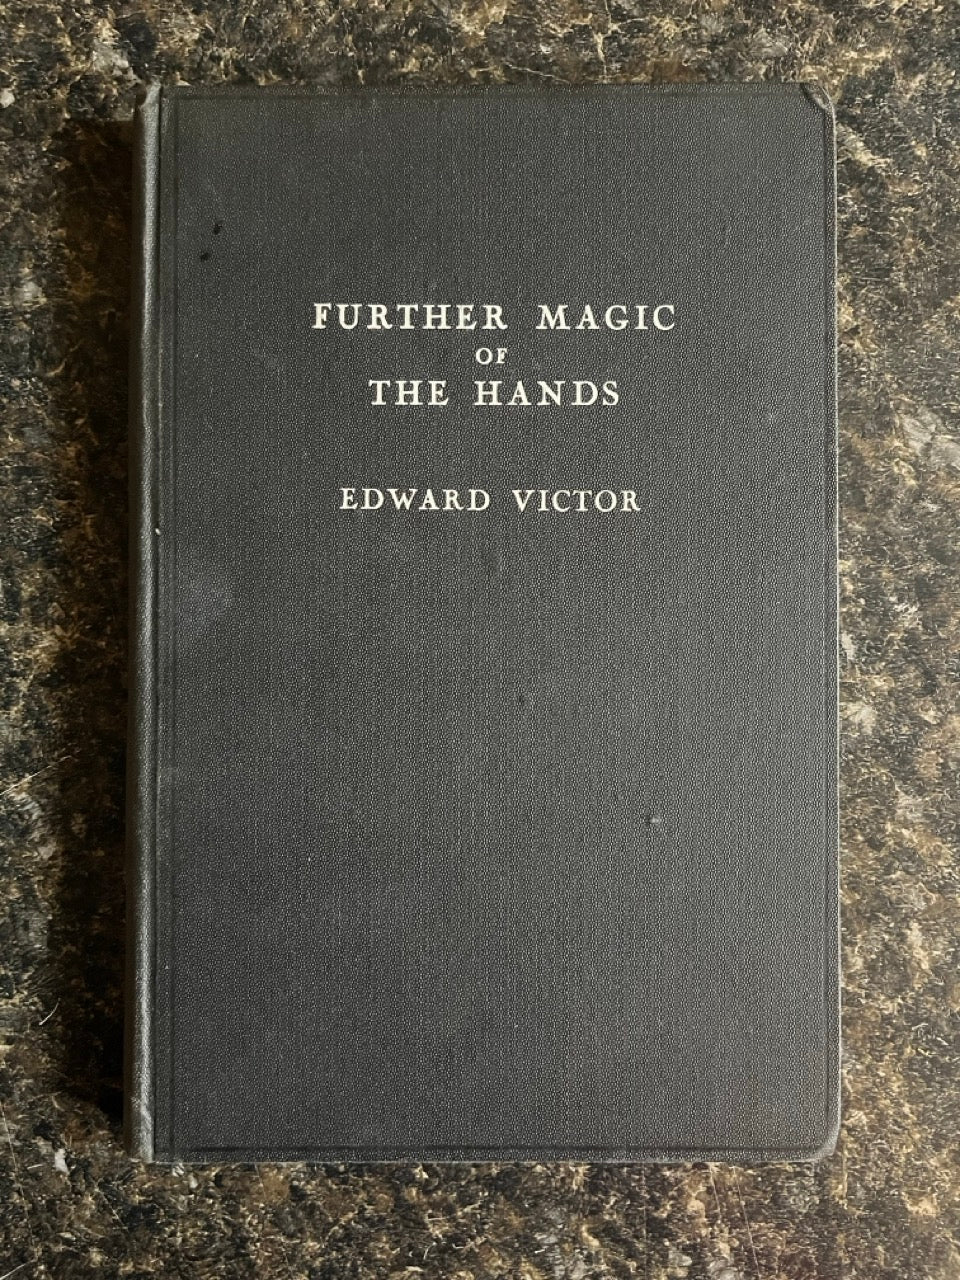 FURTHER MAGIC
OF
THE HANDS
EDWARD VICTOR